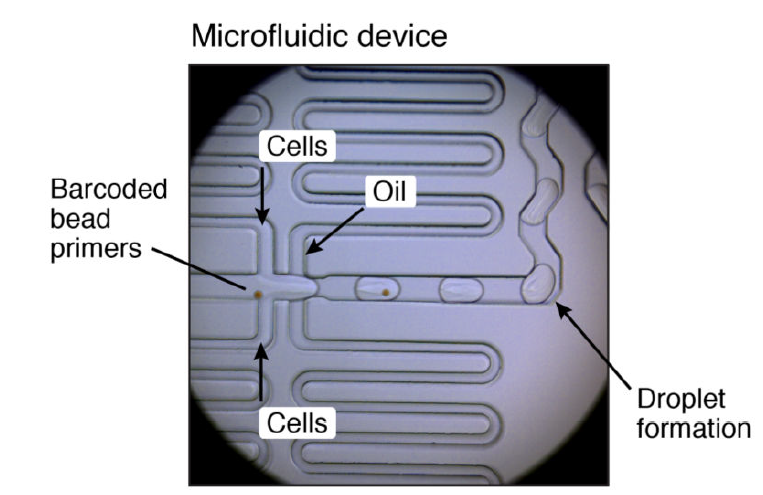 Microfluidic device
Cells
Oil
Barcoded
bead
primers
Cells
Droplet
formation